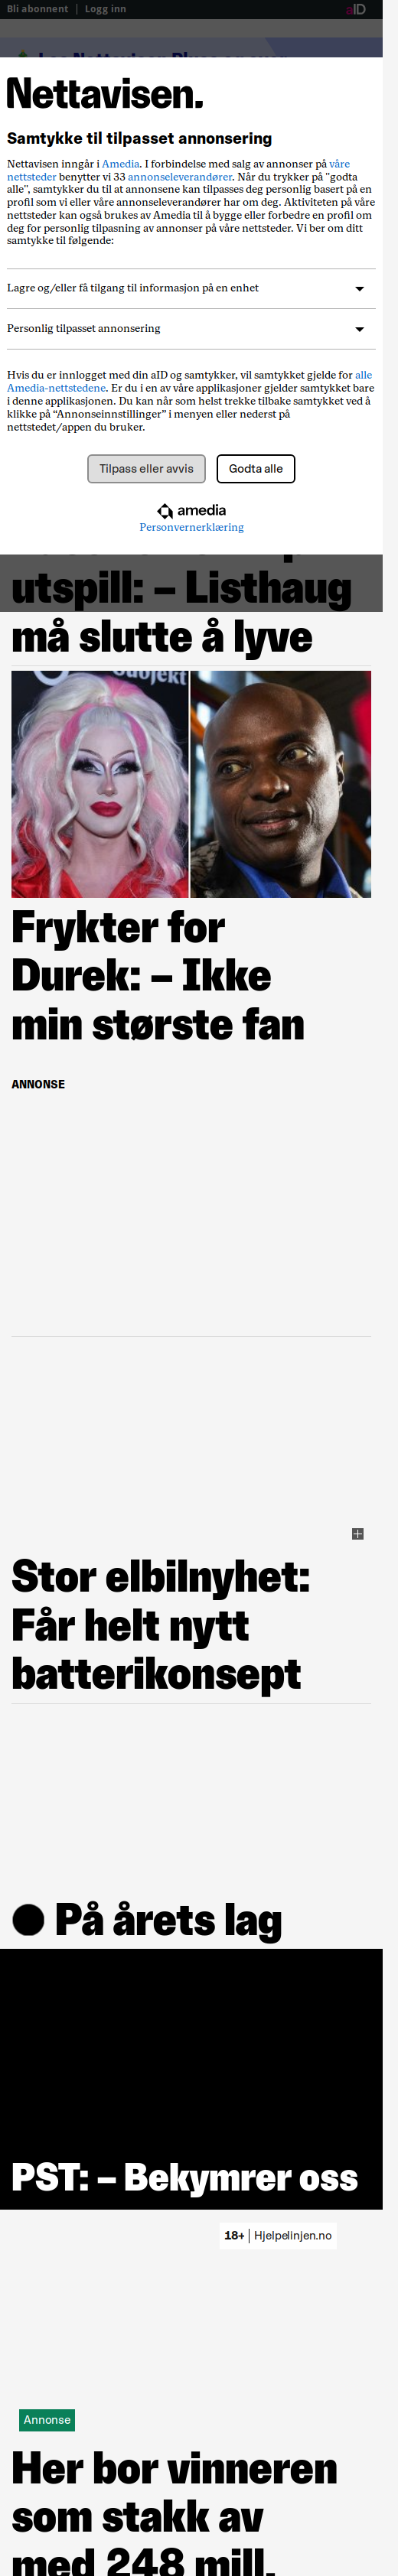 Bli abonnent | Logg inn aID
Nettavisen.
Samtykke til tilpasset annonsering
Nettavisen inngår i Amedia. I forbindelse med salg av annonser på våre
nettsteder benytter vi 33 annonseleverandører. Når du trykker på "godta
alle", samtykker du til at annonsene kan tilpasses deg personlig basert på en
profil som vi eller våre annonseleverandører har om deg. Aktiviteten på våre
nettsteder kan også brukes av Amedia til å bygge eller forbedre en profil om
deg for personlig tilpasning av annonser på våre nettsteder. Vi ber om ditt
samtykke til følgende:
Lagre og/eller få tilgang til informasjon på en enhet
Personlig tilpasset annonsering
Hvis du er innlogget med din aID og samtykker, vil samtykket gjelde for alle
Amedia-nettstedene. Er du i en av våre applikasjoner gjelder samtykket bare
i denne applikasjonen. Du kan når som helst trekke tilbake samtykket ved å
klikke på “Annonseinnstillinger” i menyen eller nederst på
nettstedet/appen du bruker.
Tilpass eller avvis Godta alle
amedia
Personvernerklæring
utspill: – Listhaug
må slutte å lyve
Frykter for
Durek: – Ikke
min største fan
ANNONSE
Stor elbilnyhet:
Får helt nytt
batterikonsept
På årets lag
PST: – Bekymrer oss
18+ | Hjelpelinjen.no
Annonse
Her bor vinneren
som stakk av
med 248 mill.